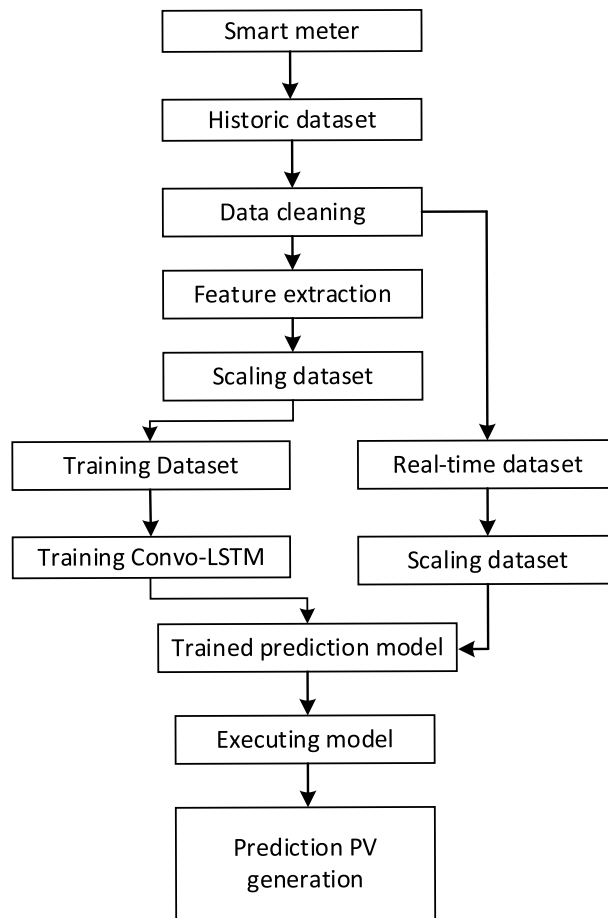 Smart meter
Historic dataset
Data cleaning
Feature extraction
Scaling dataset
Training Dataset
Real-time dataset
Training Convo-LSTM
Scaling dataset
Trained prediction model
Executing model
Prediction PV
generation